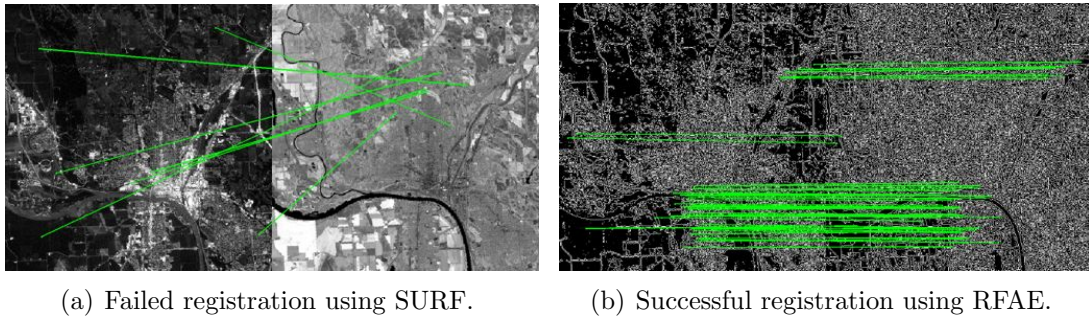 (a) Failed registration using SURF.
(b) Successful registration using RFAE.